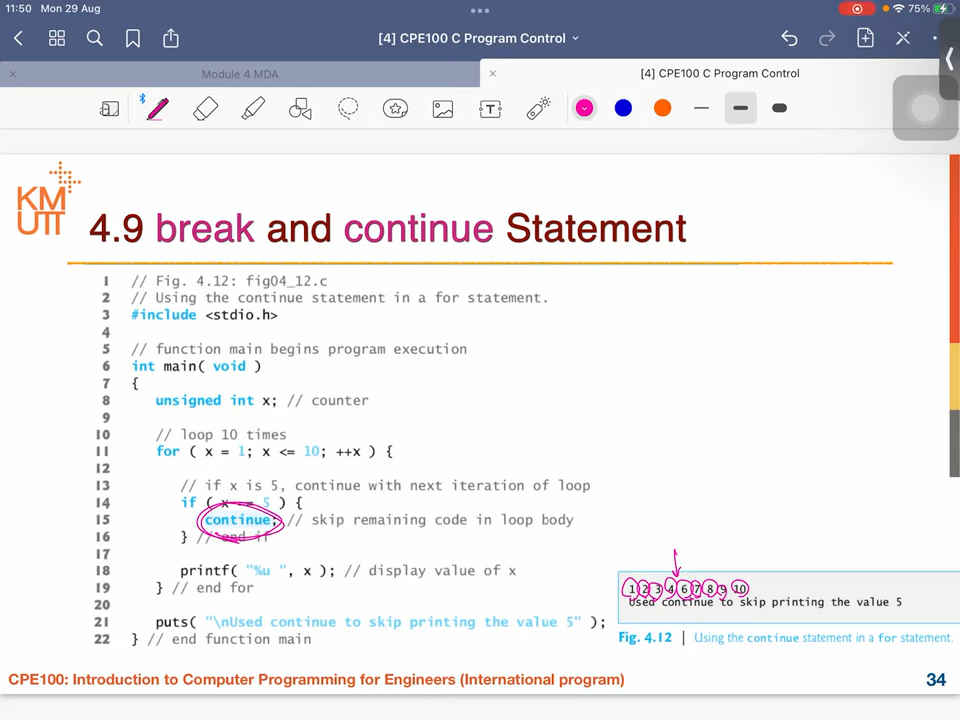 11:50 Mon 29 Aug
75%
[4] CPE100 C Program Control
Module 4 MDA
[4] CPE100 C Program Control
T
KM
UTT
4.9 break and continue Statement
1 // Fig. 4.12: fig04_12.c
2 // Using the continue statement in a for statement.
3 #include <stdio.h>
4
5 // function main begins program execution
6 int main( void )
7 {
8 unsigned int x; // counter
9
10 // loop 10 times
11 for ( x = 1; x <= 10; ++x ) {
12
13 // if x is 5, continue with next iteration of loop
14 if ( x == 5 ) {
15 continue; // skip remaining code in loop body
16 } // end if
17
18 printf( "%u ", x ); // display value of x
19 } // end for
20
21 puts( "\nUsed continue to skip printing the value 5" );
22 } // end function main
1 2 3 4 6 7 8 9 10
Used continue to skip printing the value 5
Fig. 4.12 | Using the continue statement in a for statement.
CPE100: Introduction to Computer Programming for Engineers (International program)
34